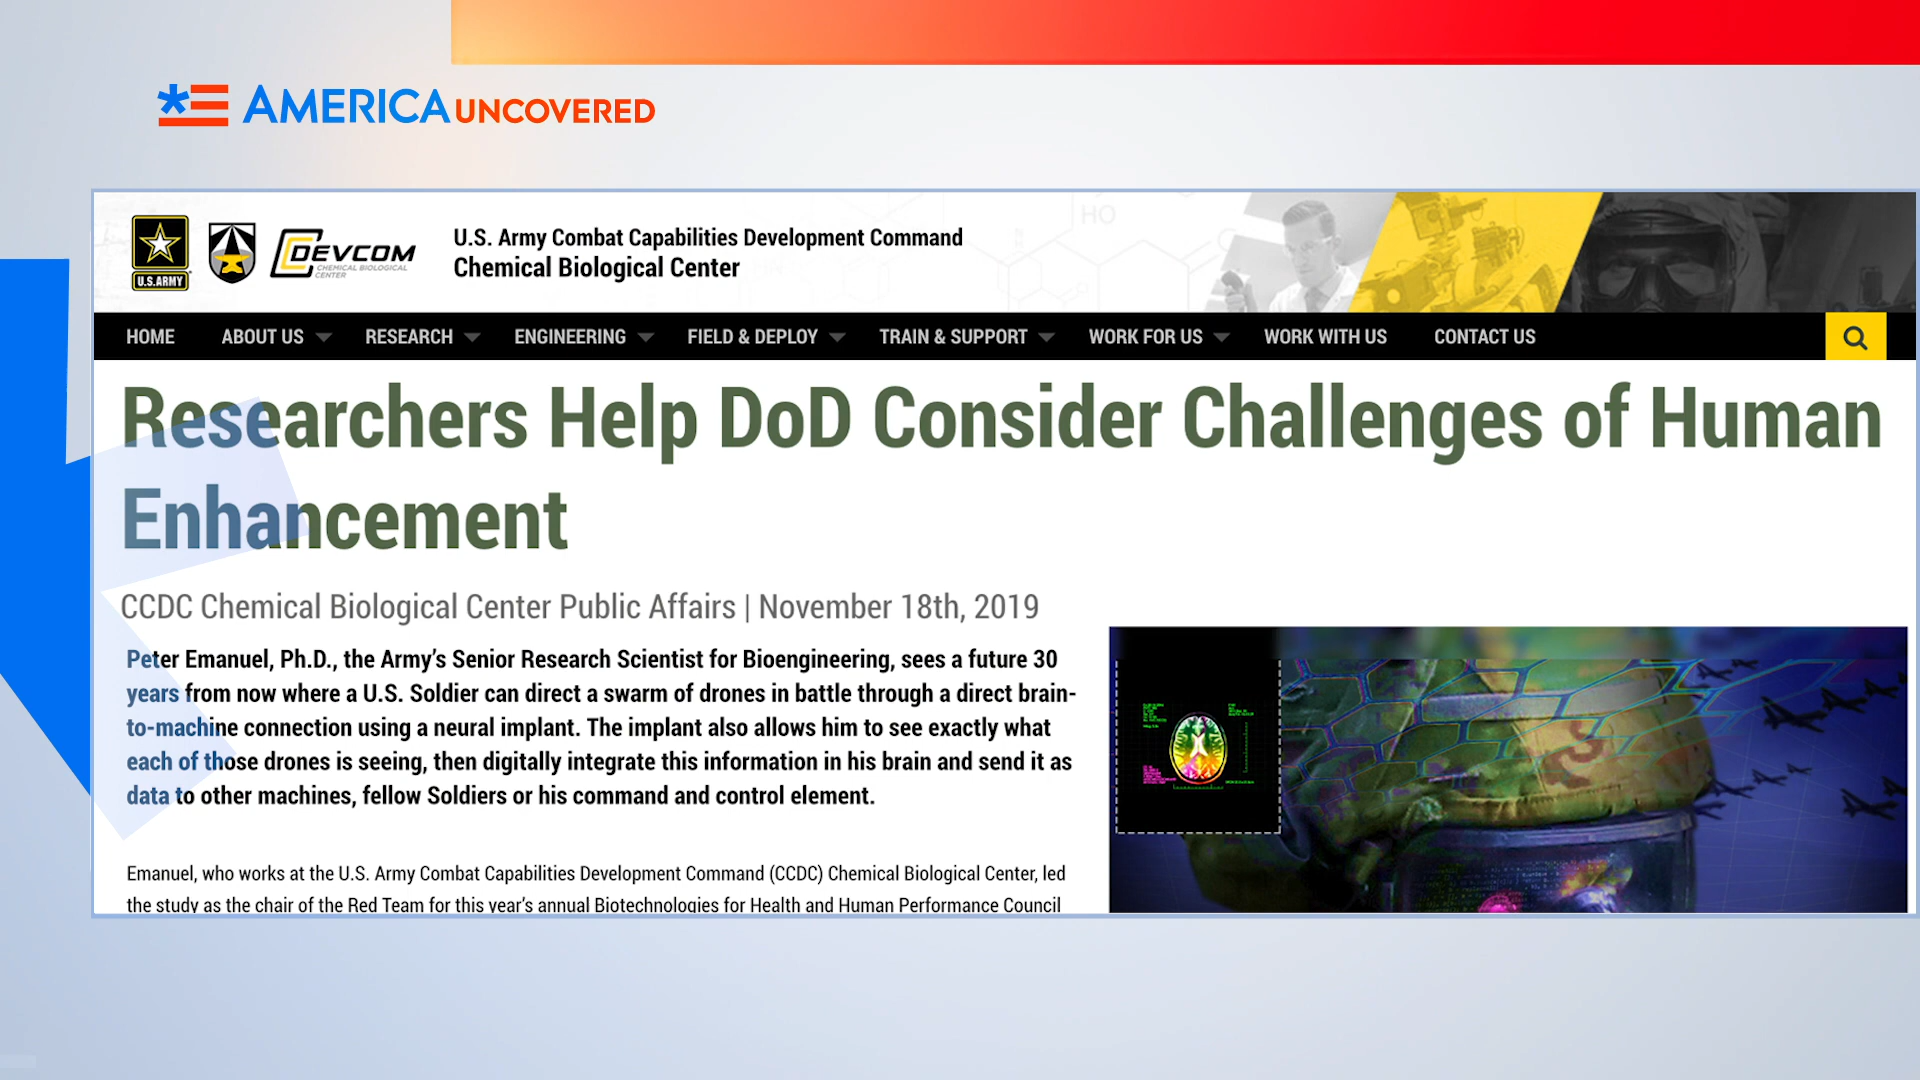 AMERICA UNCOVERED
HO
U.S. Army Combat Capabilities Development Command
Chemical Biological Center
U.S.ARMY
DEVCOM
CHEMICAL BIOLOGICAL
CENTER
HOME ABOUT US RESEARCH ENGINEERING FIELD & DEPLOY TRAIN & SUPPORT WORK FOR US WORK WITH US CONTACT US
Researchers Help DoD Consider Challenges of Human
Enhancement
CCDC Chemical Biological Center Public Affairs | November 18th, 2019
Peter Emanuel, Ph.D., the Army’s Senior Research Scientist for Bioengineering, sees a future 30
years from now where a U.S. Soldier can direct a swarm of drones in battle through a direct brain-
to-machine connection using a neural implant. The implant also allows him to see exactly what
each of those drones is seeing, then digitally integrate this information in his brain and send it as
data to other machines, fellow Soldiers or his command and control element.
Emanuel, who works at the U.S. Army Combat Capabilities Development Command (CCDC) Chemical Biological Center, led
the study as the chair of the Red Team for this year’s annual Biotechnologies for Health and Human Performance Council